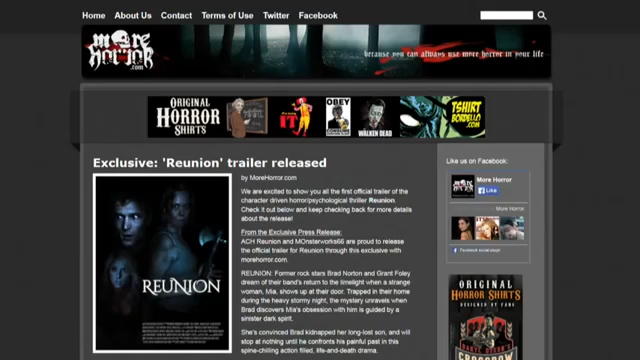 Home About Us Contact Terms of Use Twitter Facebook
more horror .com
because you can always use more horror in your life
ORIGINAL HORROR SHIRTS
IT
OBEY
CONSUME
THE WALKEN DEAD
TSHIRT BORDELLO.COM
Exclusive: 'Reunion' trailer released
by MoreHorror.com
We are excited to show you all the first official trailer of the
character driven horror/psychological thriller Reunion.
Check it out below and keep checking back for more details
about the release!
From the Exclusive Press Release:
ACH Reunion and MOnsterworks66 are proud to release
the official trailer for Reunion through this exclusive with
morehorror.com.
REUNION: Former rock stars Brad Norton and Grant Foley
dream of their band's return to the limelight when a strange
woman, Mia, shows up at their door. Trapped in their home
during the heavy stormy night, the mystery unravels when
Brad discovers Mia's obsession with him is guided by a
sinister dark spirit.
She's convinced Brad kidnapped her long-lost son, and will
stop at nothing until he confronts his painful past in this
spine-chilling action filled, life-and-death drama.
REUNION
Like us on Facebook:
More Horror
Like
More Horror
Facebook social plugin
ORIGINAL
HORROR SHIRTS
DESIGNED BY FANS